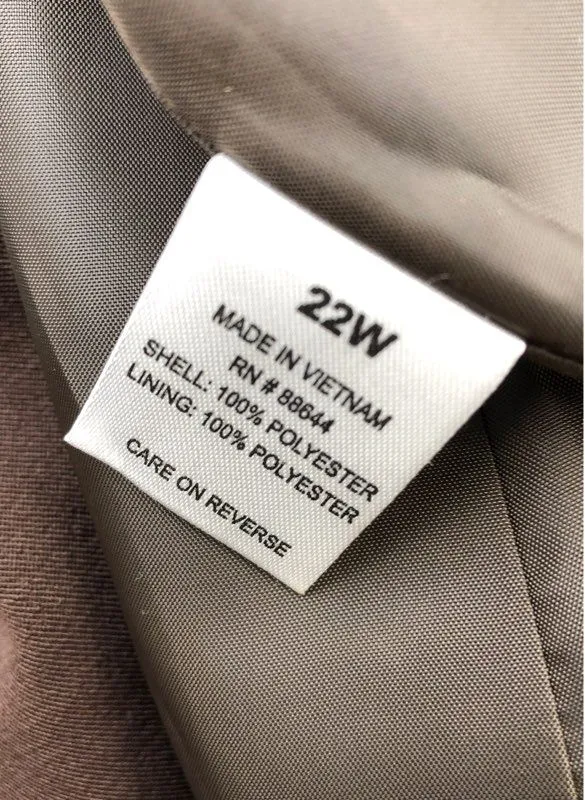 22W
MADE IN VIETNAM
RN # 88644
SHELL: 100% POLYESTER
LINING: 100% POLYESTER
CARE ON REVERSE